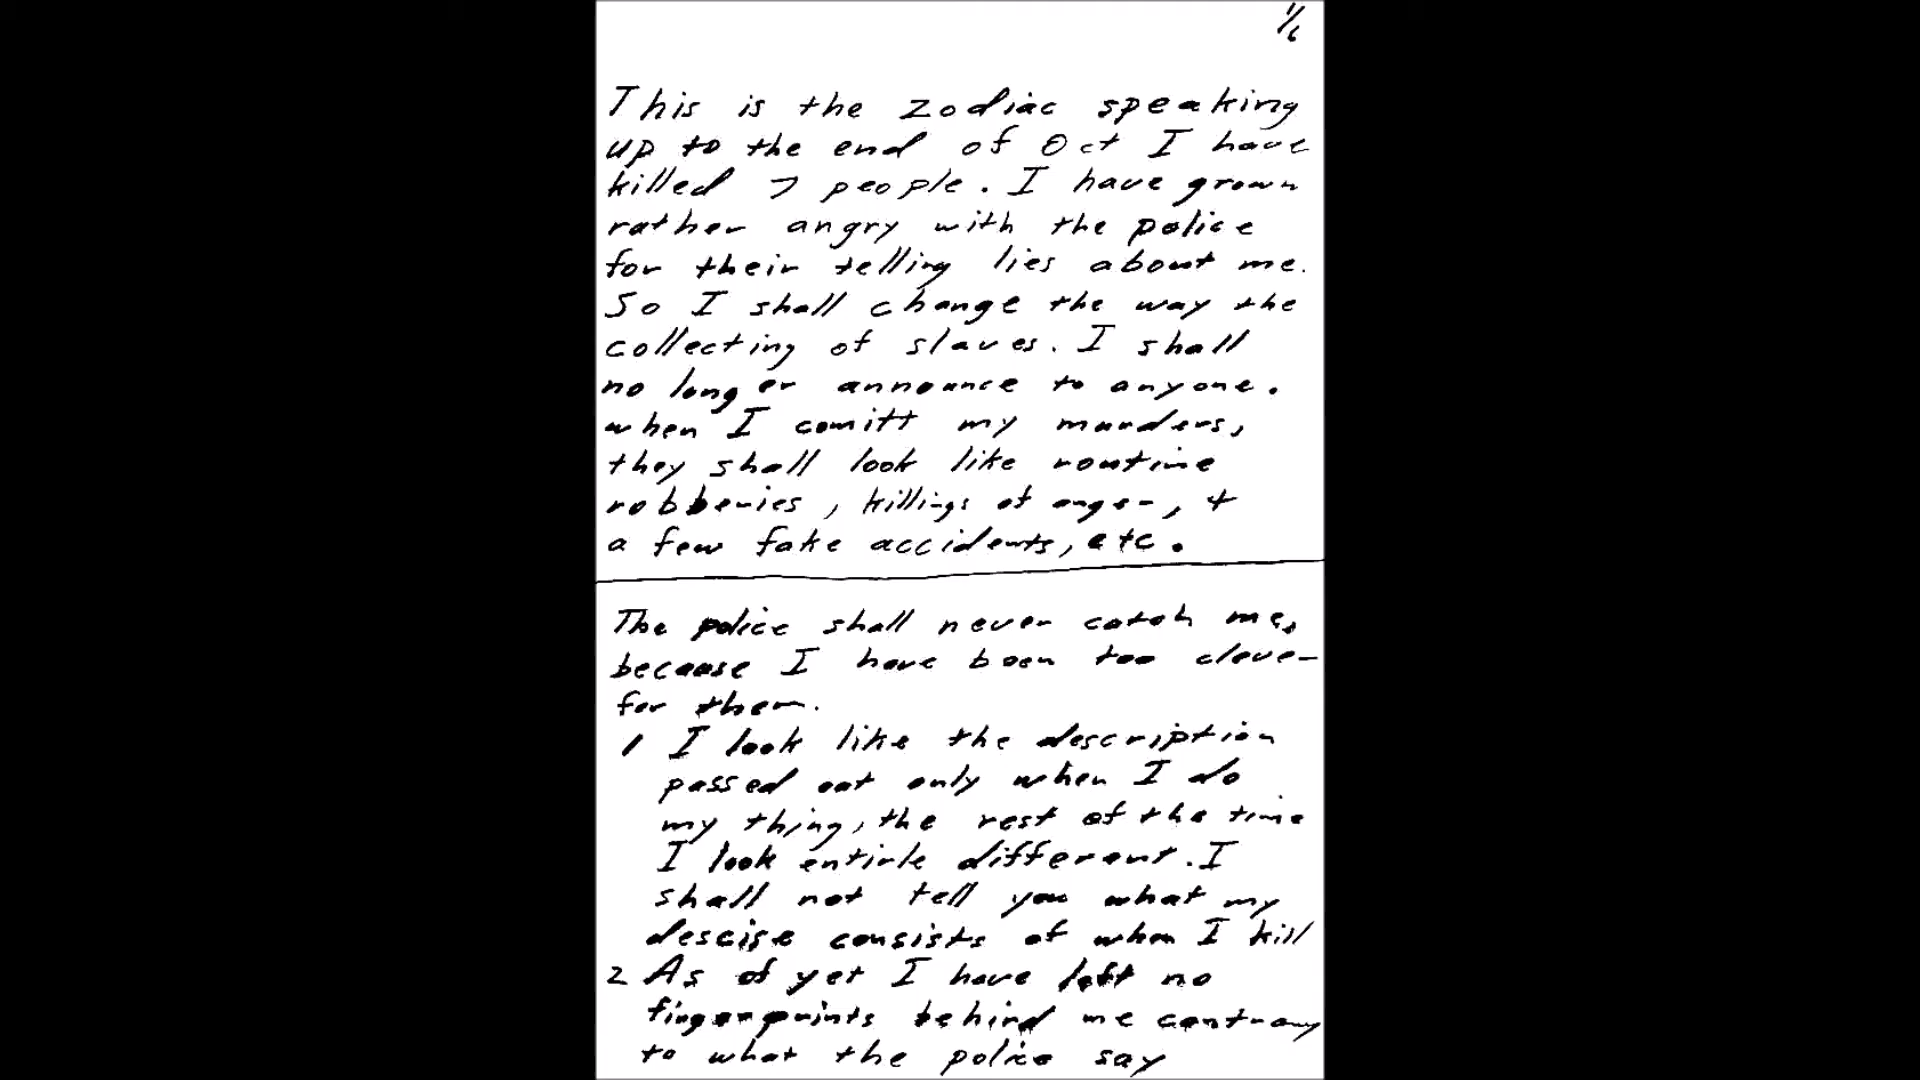 1/6
This is the zodiac speaking
up to the end of Oct I have
killed 7 people. I have grown
rather angry with the police
for their telling lies about me.
So I shall change the way the
collecting of slaves. I shall
no longer announce to anyone.
when I comitt my murders,
they shall look like routine
robberies, killings of anger, +
a few fake accidents, etc.
The police shall never catch me,
because I have been too clever
for them.
1 I look like the description
passed out only when I do
my thing, the rest of the time
I look entirle different. I
shall not tell you what my
descise consists of when I kill
2 As of yet I have left no
fingerprints behind me contrary
to what the police say